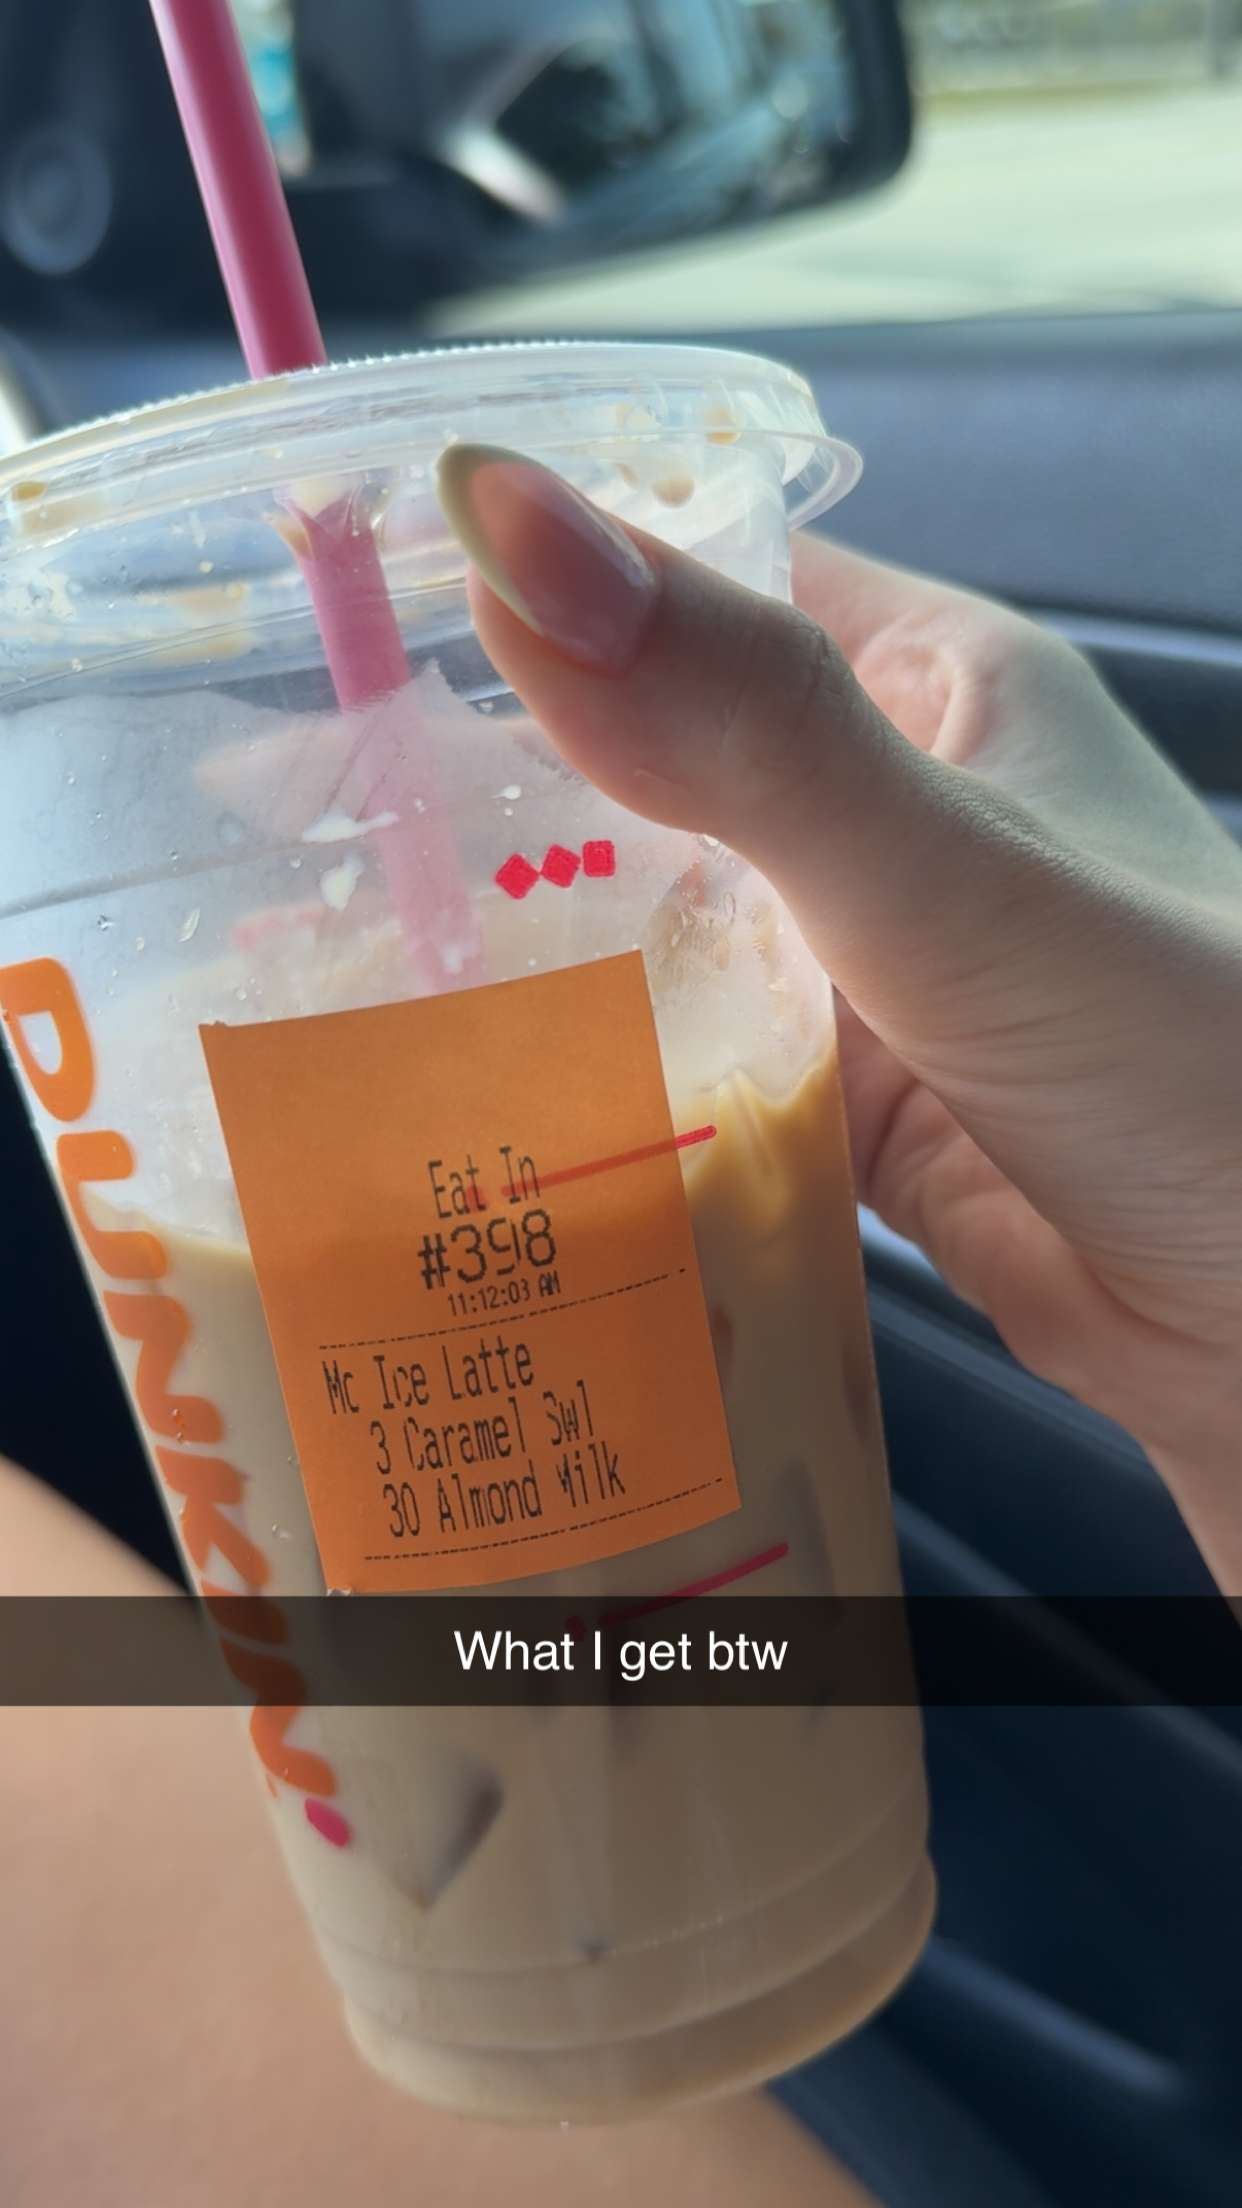 DUNKIN'
Eat In
#398
11:12:03 AM
Mc Ice Latte
3 Caramel Swl
30 Almond Milk
What I get btw